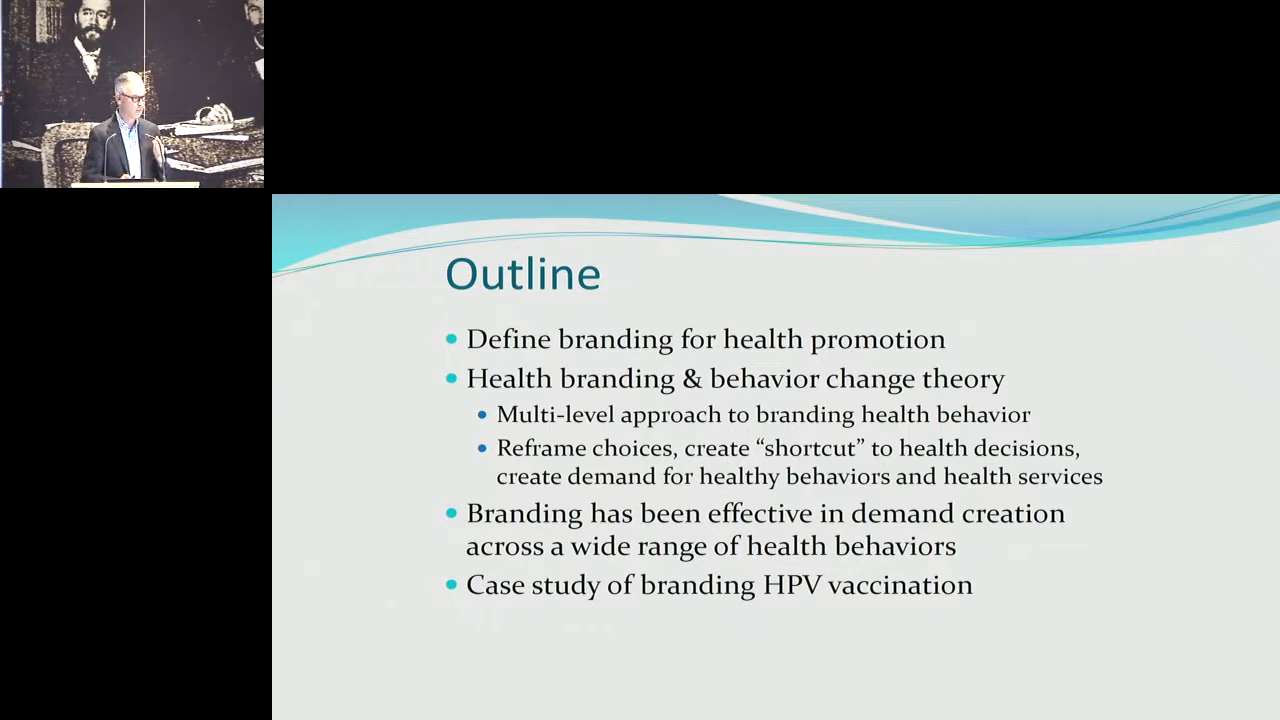 Outline
• Define branding for health promotion
• Health branding & behavior change theory
• Multi-level approach to branding health behavior
• Reframe choices, create “shortcut” to health decisions,
create demand for healthy behaviors and health services
• Branding has been effective in demand creation
across a wide range of health behaviors
• Case study of branding HPV vaccination